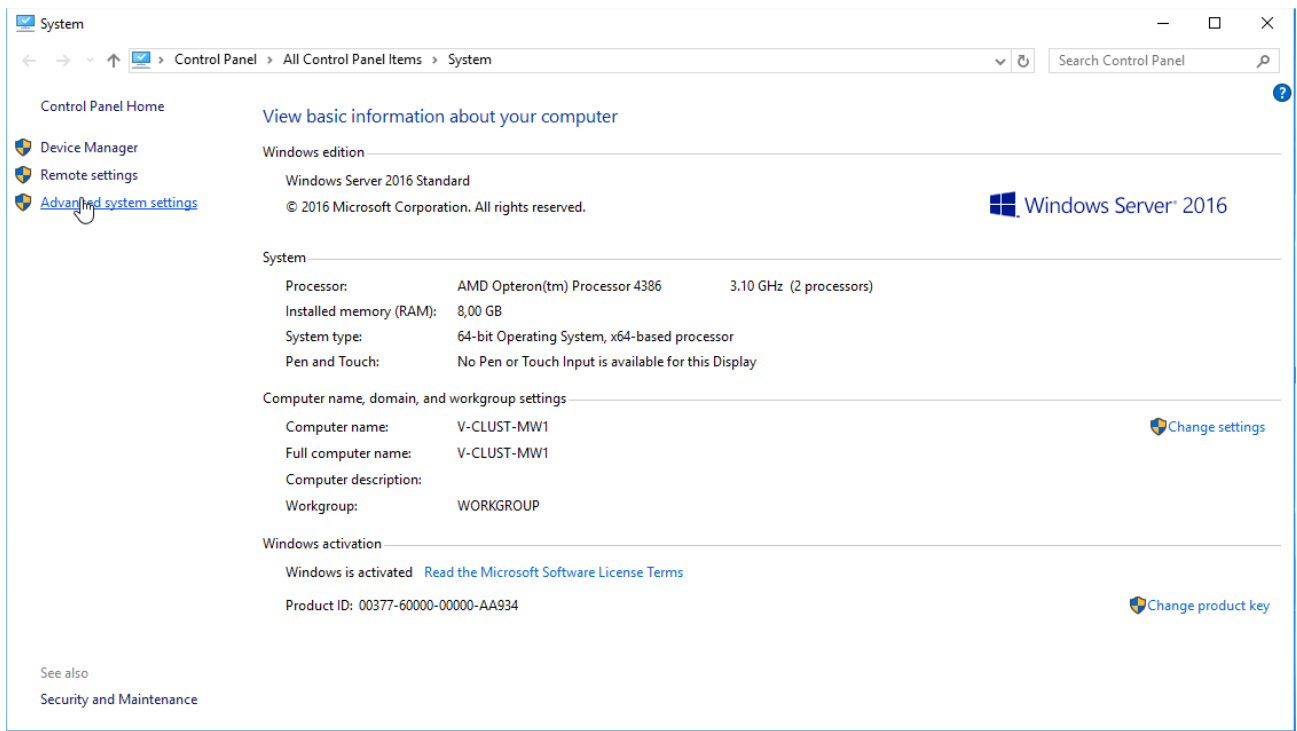 System
Control Panel > All Control Panel Items > System
Search Control Panel
Control Panel Home
Device Manager
Remote settings
Advanced system settings
View basic information about your computer
Windows edition
Windows Server 2016 Standard
© 2016 Microsoft Corporation. All rights reserved.
Windows Server® 2016
System
Processor: AMD Opteron(tm) Processor 4386 3.10 GHz (2 processors)
Installed memory (RAM): 8,00 GB
System type: 64-bit Operating System, x64-based processor
Pen and Touch: No Pen or Touch Input is available for this Display
Computer name, domain, and workgroup settings
Computer name: V-CLUST-MW1
Change settings
Full computer name: V-CLUST-MW1
Computer description:
Workgroup: WORKGROUP
Windows activation
Windows is activated Read the Microsoft Software License Terms
Product ID: 00377-60000-00000-AA934
Change product key
See also
Security and Maintenance